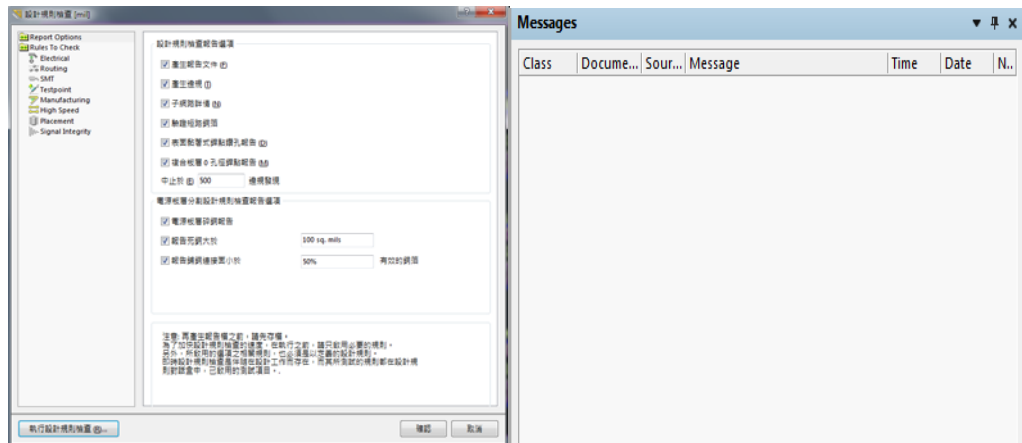 設計規則檢查 [mil]
Report Options
Rules To Check
Electrical
Routing
SMT
Testpoint
Manufacturing
High Speed
Placement
Signal Integrity
設計規則檢查報告選項
產生報告文件 (F)
產生違規 (I)
子網路詳情 (N)
驗證短路銅箔
表面黏著式銲點鑽孔報告 (D)
複合板層 0 孔徑銲點報告 (M)
中止於 (E) 500 違規發現
電源板層分割設計規則檢查報告選項
電源板層碎銅報告
報告死銅大於 100 sq. mils
報告鋪銅連接面小於 50% 有效的銅箔
注意: 再產生報告檔之前，請先存檔。
為了加快設計規則檢查的速度，在執行之前，請只啟用必要的規則。
另外，所啟用的選項之相關規則，也必須是以定義的設計規則。
即時設計規則檢查是伴隨在設計工作而存在，而其所測試的規則都在設計規
則對話盒中，已啟用的測試項目。.
執行設計規則檢查 (R)...
確認
取消
Messages
Class Docume... Sour... Message Time Date N..